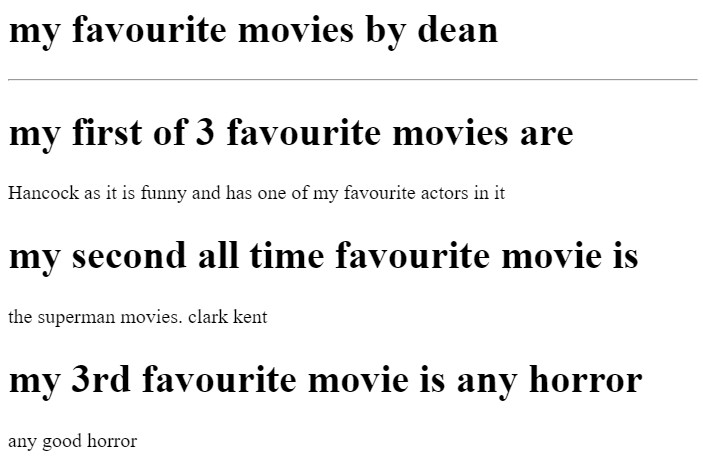 my favourite movies by dean
my first of 3 favourite movies are
Hancock as it is funny and has one of my favourite actors in it
my second all time favourite movie is
the superman movies. clark kent
my 3rd favourite movie is any horror
any good horror